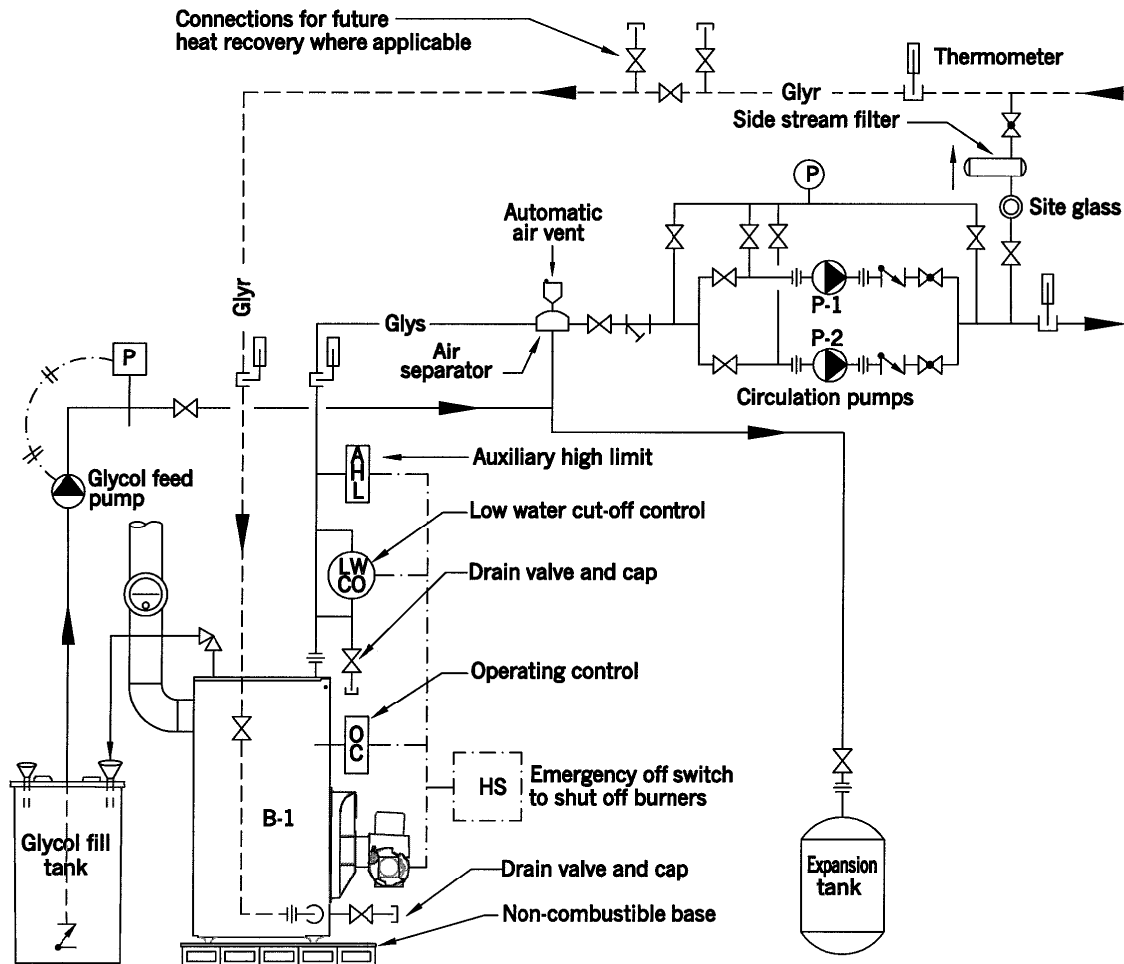 Connections for future
heat recovery where applicable
Thermometer
Glyr
Side stream filter
P
Site glass
Automatic
air vent
Glyr
P-1
Glys
P-2
Air
separator
P
Circulation pumps
A
H
L
Auxiliary high limit
Glycol feed
pump
Low water cut-off control
LW
CO
Drain valve and cap
Operating control
O
C
HS
Emergency off switch
to shut off burners
B-1
Glycol fill
tank
Drain valve and cap
Expansion
tank
Non-combustible base